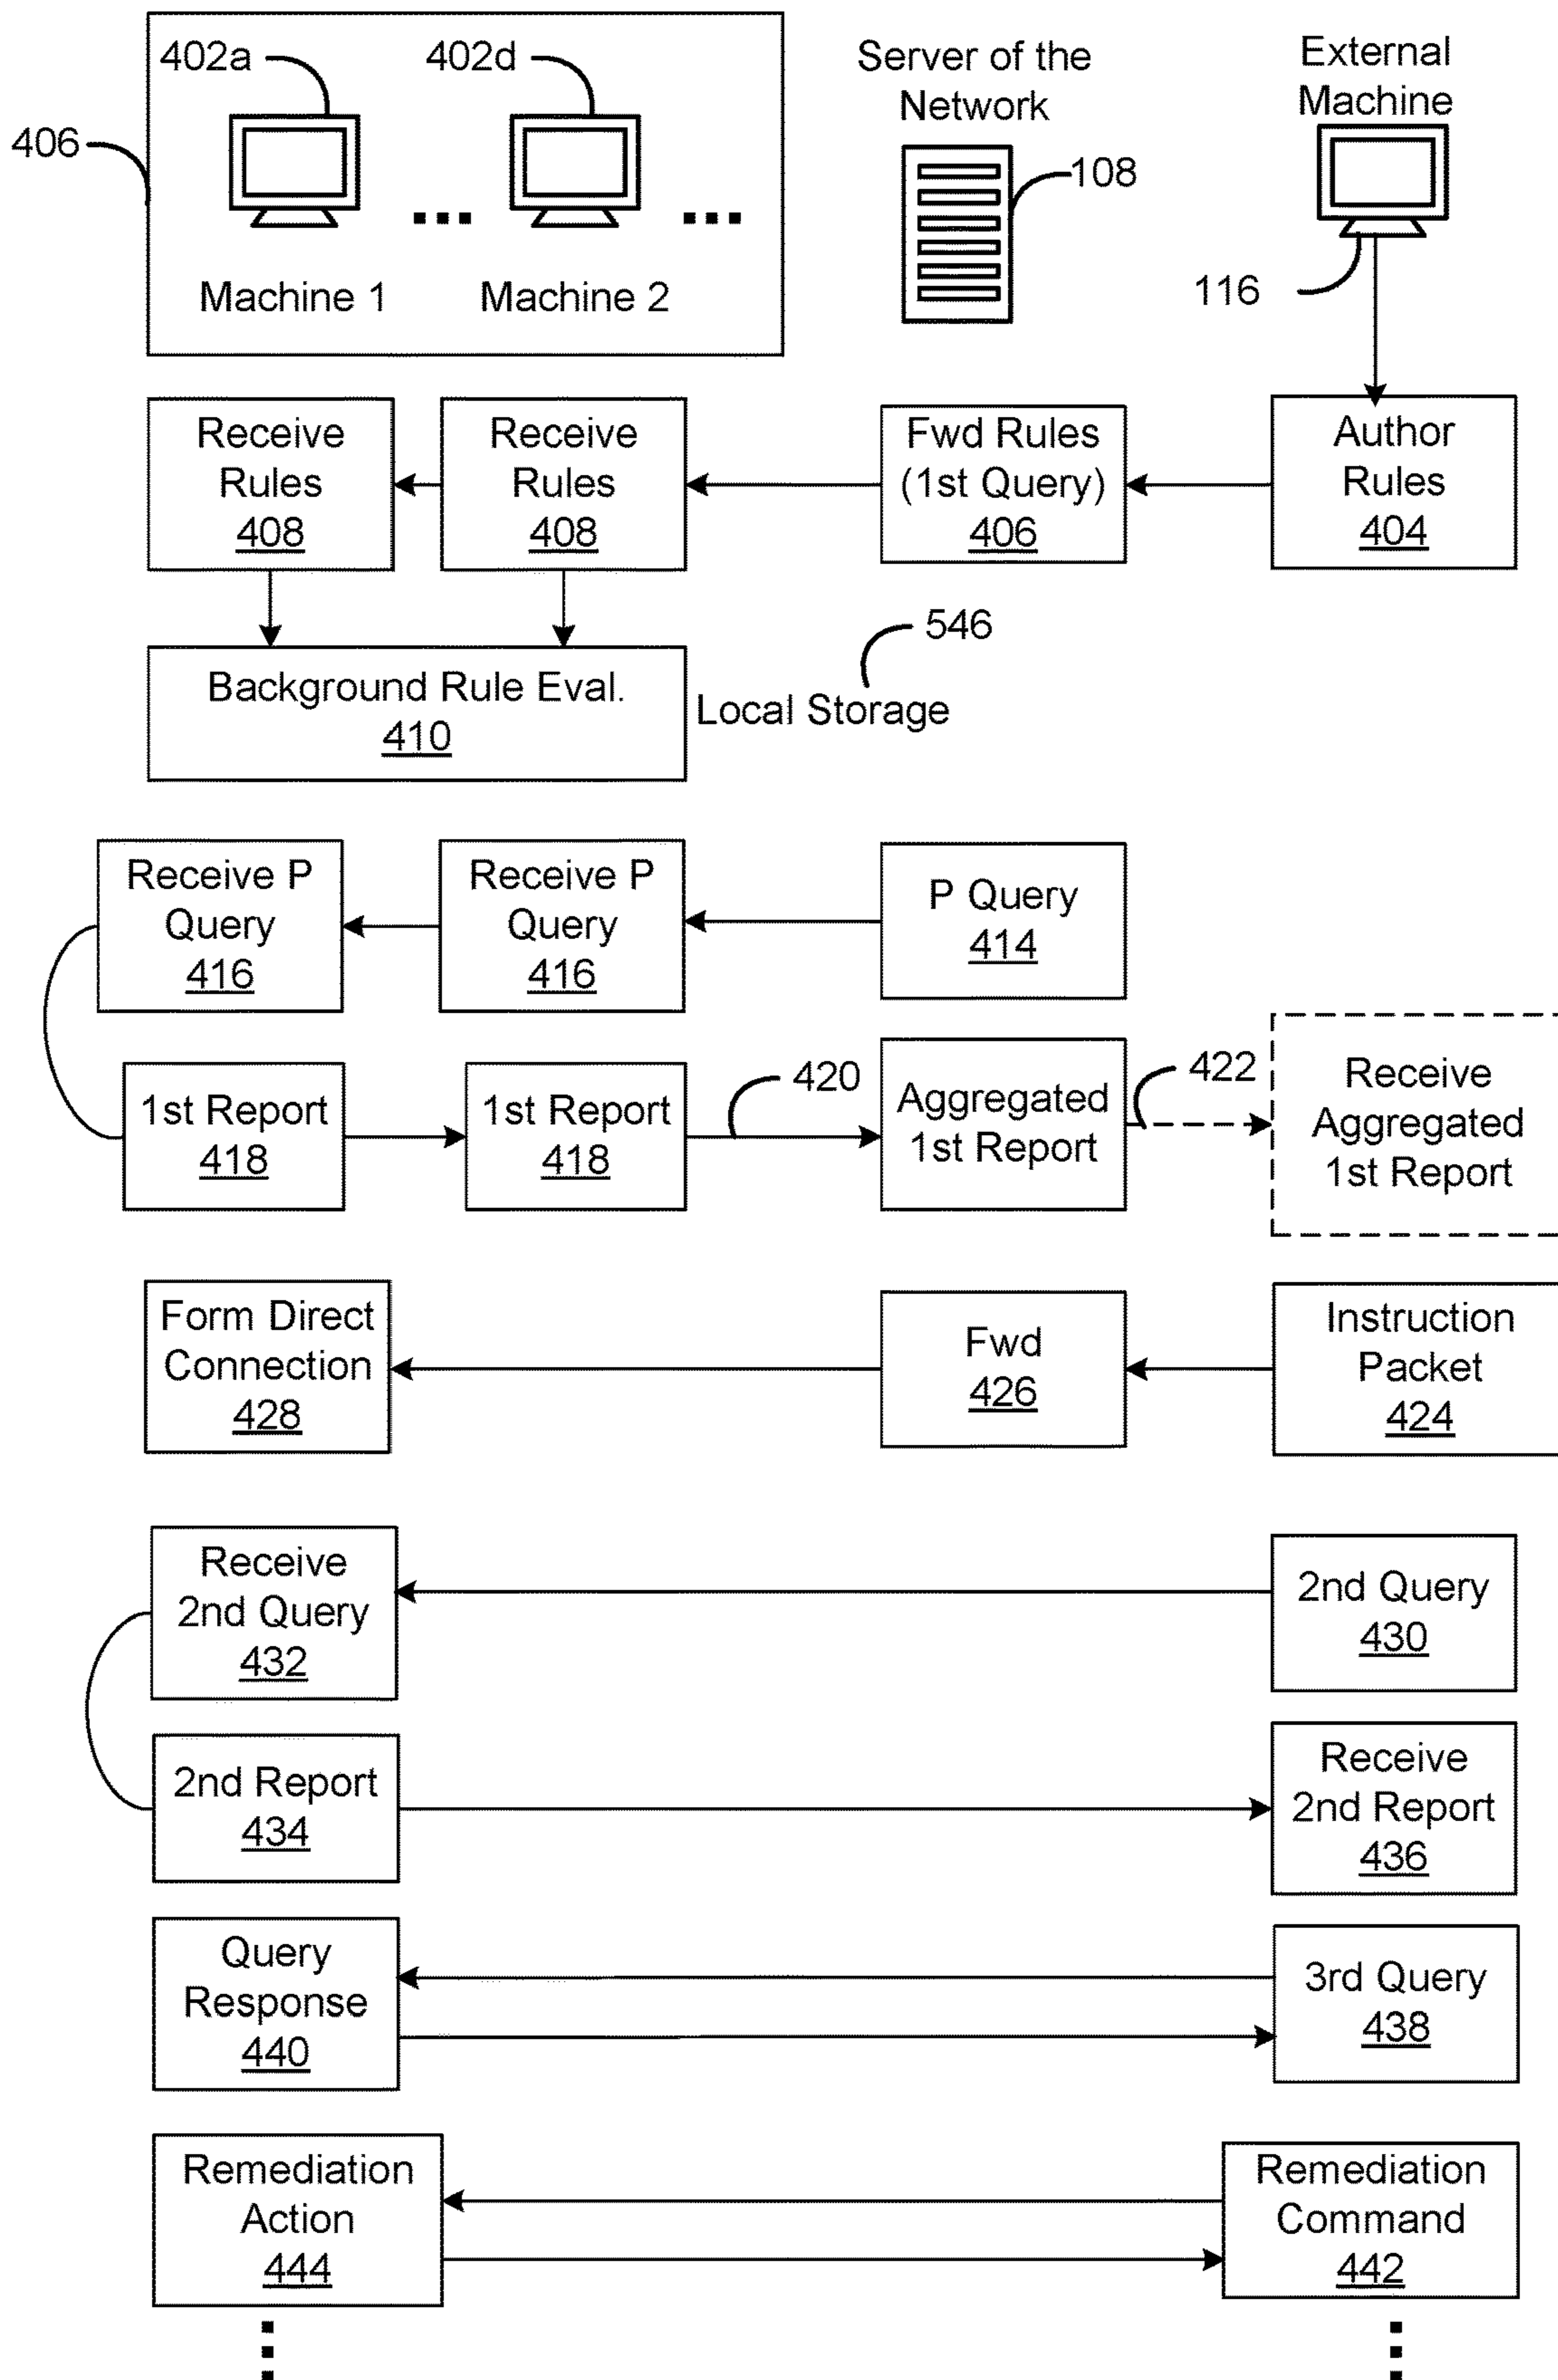 402a
402d
406
Machine 1
Machine 2
Server of the
Network
108
External
Machine
116
Receive
Rules
408
Receive
Rules
408
Fwd Rules
(1st Query)
406
Author
Rules
404
546
Background Rule Eval.
410
Local Storage
Receive P
Query
416
Receive P
Query
416
P Query
414
1st Report
418
1st Report
418
420
Aggregated
1st Report
422
Receive
Aggregated
1st Report
Form Direct
Connection
428
Fwd
426
Instruction
Packet
424
Receive
2nd Query
432
2nd Query
430
2nd Report
434
Receive
2nd Report
436
Query
Response
440
3rd Query
438
Remediation
Action
444
Remediation
Command
442